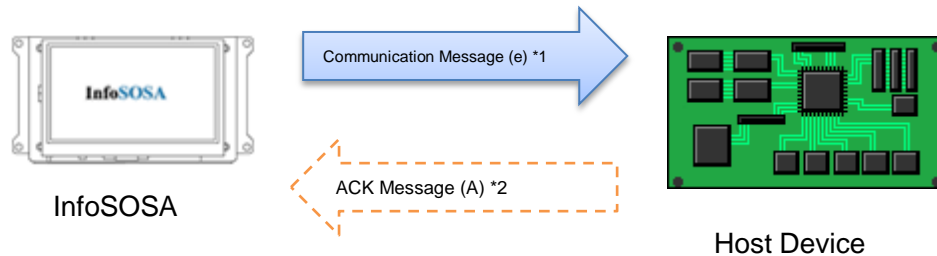 Communication Message (e) *1
InfoSOSA
ACK Message (A) *2
InfoSOSA
Host Device